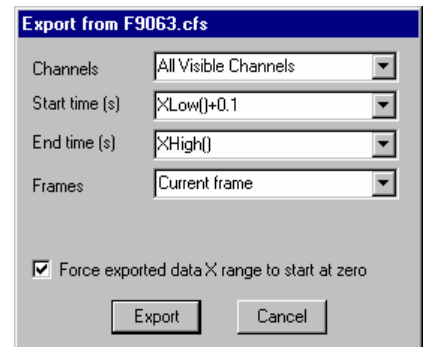 Export from F9063.cfs
Channels All Visible Channels
Start time (s) XLow()+0.1
End time (s) XHigh()
Frames Current frame
Force exported data X range to start at zero
Export Cancel